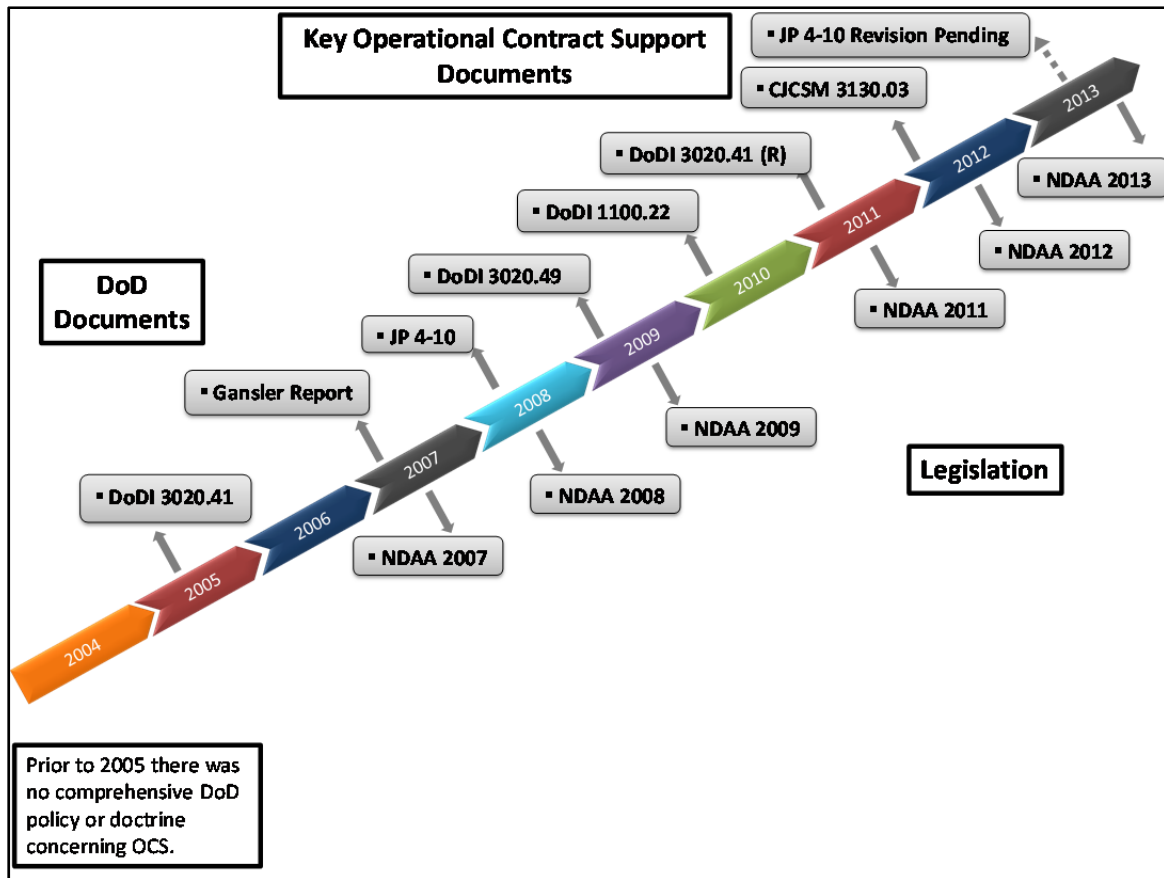 Key Operational Contract Support
Documents
▪ JP 4-10 Revision Pending
▪ CJCSM 3130.03
▪ DoDI 3020.41 (R)
▪ DoDI 1100.22
▪ DoDI 3020.49
▪ JP 4-10
▪ Gansler Report
▪ DoDI 3020.41
DoD
Documents
2004
2005
2006
2007
2008
2009
2010
2011
2012
2013
▪ NDAA 2013
▪ NDAA 2012
▪ NDAA 2011
▪ NDAA 2009
▪ NDAA 2008
▪ NDAA 2007
Legislation
Prior to 2005 there was
no comprehensive DoD
policy or doctrine
concerning OCS.